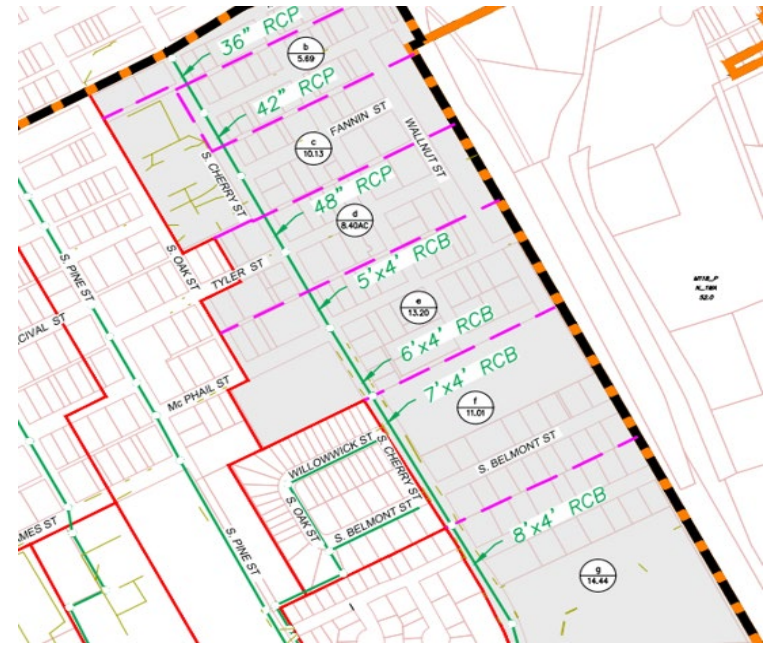 36" RCP
b
5.69
42" RCP
FANNIN ST
WALLNUT ST
c
10.13
S. CHERRY ST
48" RCP
d
8.40AC
S. OAK ST
TYLER ST
S. PINE ST
5'x4' RCB
e
13.20
6'x4' RCB
7'x4' RCB
CIVAL ST
Mc PHAIL ST
f
11.01
S. BELMONT ST
WILLOWWICK ST
S. CHERRY ST
S. OAK ST
S. BELMONT ST
8'x4' RCB
S. PINE ST
AMES ST
g
14.44
52.0